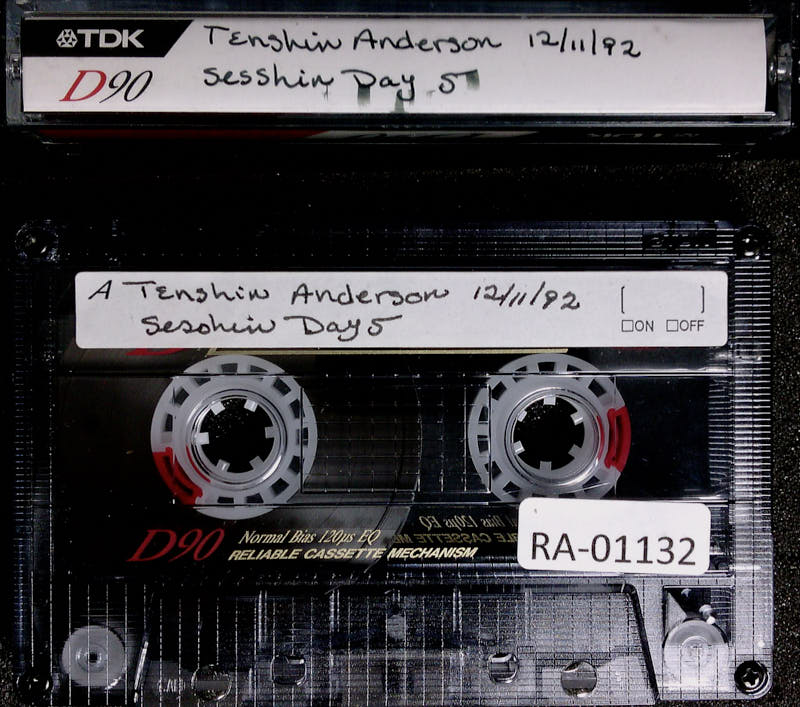 TDK Tenshin Anderson 12/11/92
D90 Sesshin Day 5
A Tenshin Anderson 12/11/92 [ ]
Sesshin Day 5 ☐ON ☐OFF
D90 Normal Bias 120µs EQ
RELIABLE CASSETTE MECHANISM
RA-01132